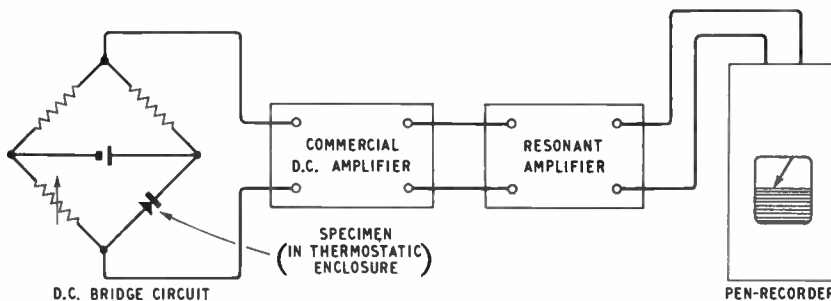 COMMERCIAL
D.C. AMPLIFIER
RESONANT
AMPLIFIER
SPECIMEN
(IN THERMOSTATIC
ENCLOSURE)
D.C. BRIDGE CIRCUIT
PEN-RECORDER